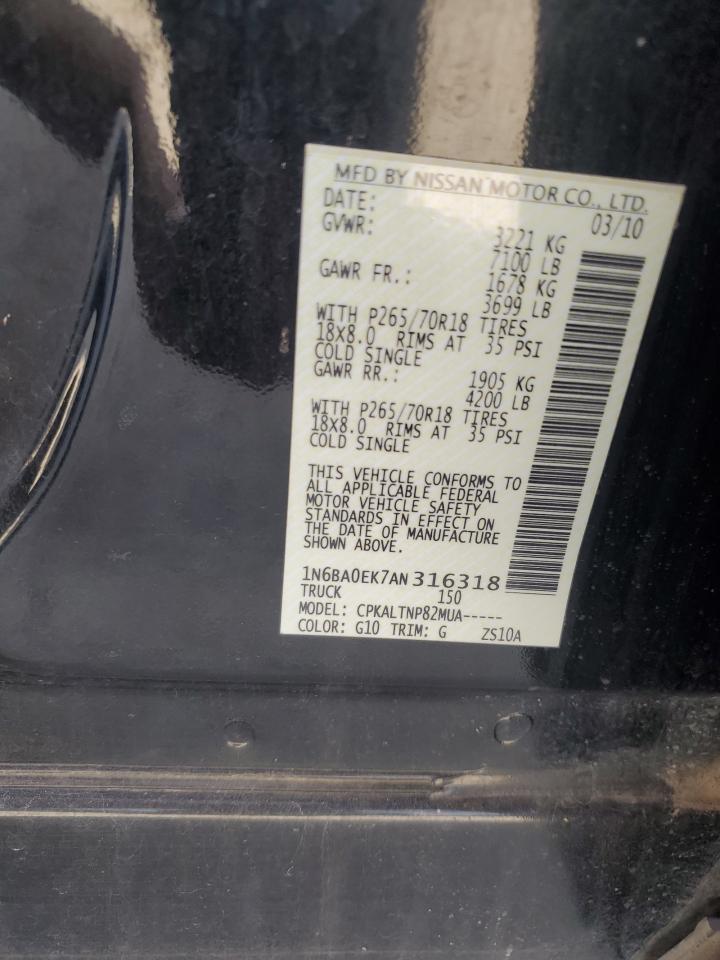 MFD BY NISSAN MOTOR CO., LTD.
DATE: 03/10
GVWR: 3221 KG
7100 LB
GAWR FR.: 1678 KG
3699 LB
WITH P265/70R18 TIRES
18X8.0 RIMS AT 35 PSI
COLD SINGLE
GAWR RR.: 1905 KG
4200 LB
WITH P265/70R18 TIRES
18X8.0 RIMS AT 35 PSI
COLD SINGLE
THIS VEHICLE CONFORMS TO
ALL APPLICABLE FEDERAL
MOTOR VEHICLE SAFETY
STANDARDS IN EFFECT ON
THE DATE OF MANUFACTURE
SHOWN ABOVE.
1N6BA0EK7AN316318
TRUCK 150
MODEL: CPKALTNP82MUA-----
COLOR: G10 TRIM: G ZS10A